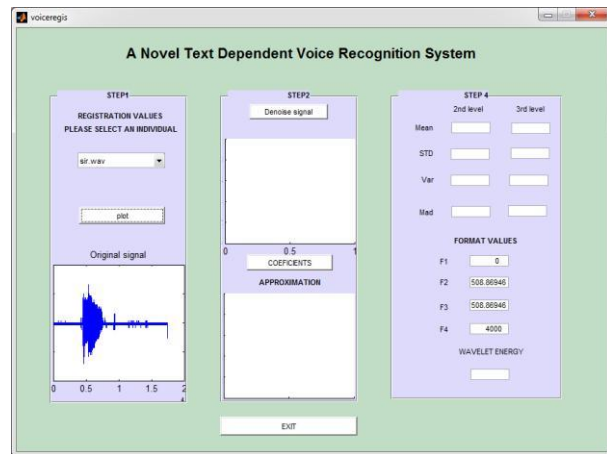 voiceregis
A Novel Text Dependent Voice Recognition System
STEP1
REGISTRATION VALUES
PLEASE SELECT AN INDIVIDUAL
sir.wav
plot
Original signal
0 0.5 1 1.5 2
STEP2
Denoise signal
0 0.5 1
COEFICIENTS
APPROXIMATION
STEP 4
2nd level 3rd level
Mean
STD
Var
Mad
FORMAT VALUES
F1 0
F2 508.86946
F3 508.86946
F4 4000
WAVELET ENERGY
EXIT